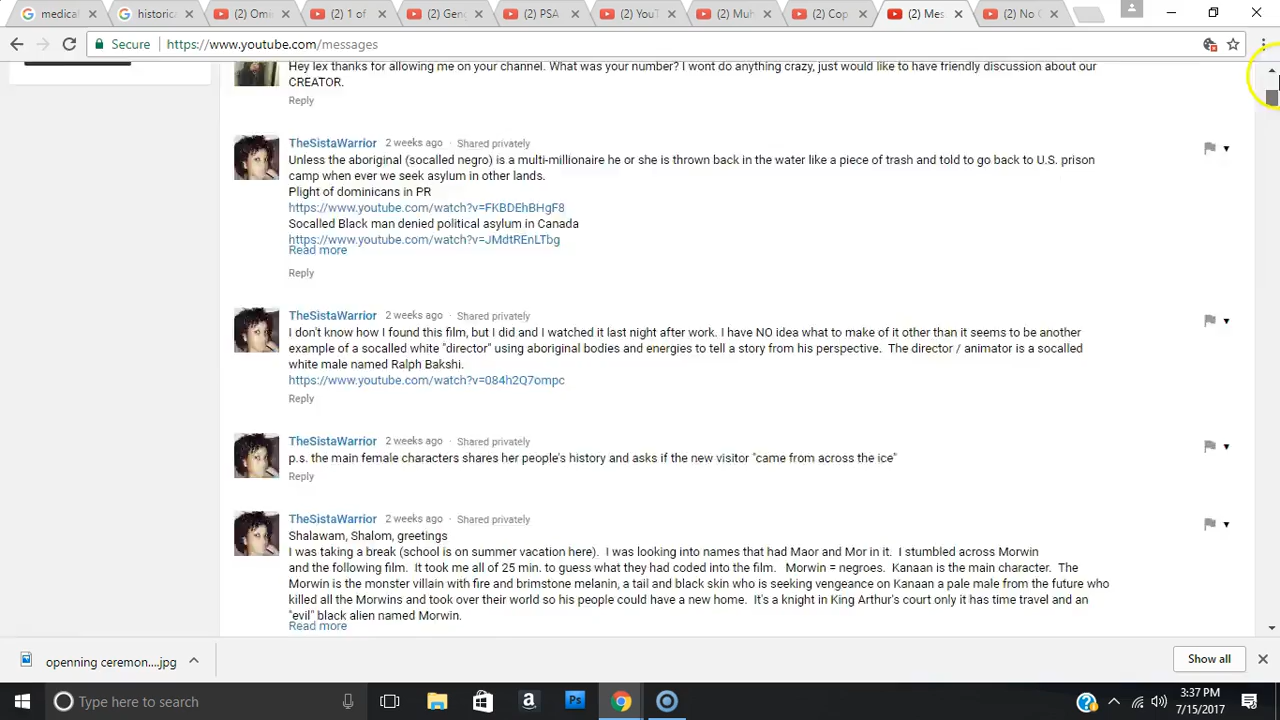 medica
historica
(2) Omi
(2) 1 of
(2) Geng
(2) PSA
(2) YouT
(2) Muh
(2) Cop
(2) Mes
(2) No C
Secure
https://www.youtube.com/messages
Hey lex thanks for allowing me on your channel. What was your number? I wont do anything crazy, just would like to have friendly discussion about our
CREATOR.
Reply
TheSistaWarrior 2 weeks ago · Shared privately
Unless the aboriginal (socalled negro) is a multi-millionaire he or she is thrown back in the water like a piece of trash and told to go back to U.S. prison
camp when ever we seek asylum in other lands.
Plight of dominicans in PR
https://www.youtube.com/watch?v=FKBDEhBHgF8
Socalled Black man denied political asylum in Canada
https://www.youtube.com/watch?v=JMdtREnLTbg
Read more
Reply
TheSistaWarrior 2 weeks ago · Shared privately
I don't know how I found this film, but I did and I watched it last night after work. I have NO idea what to make of it other than it seems to be another
example of a socalled white "director" using aboriginal bodies and energies to tell a story from his perspective. The director / animator is a socalled
white male named Ralph Bakshi.
https://www.youtube.com/watch?v=084h2Q7ompc
Reply
TheSistaWarrior 2 weeks ago · Shared privately
p.s. the main female characters shares her people's history and asks if the new visitor "came from across the ice"
Reply
TheSistaWarrior 2 weeks ago · Shared privately
Shalawam, Shalom, greetings
I was taking a break (school is on summer vacation here). I was looking into names that had Maor and Mor in it. I stumbled across Morwin
and the following film. It took me all of 25 min. to guess what they had coded into the film. Morwin = negroes. Kanaan is the main character. The
Morwin is the monster villain with fire and brimstone melanin, a tail and black skin who is seeking vengeance on Kanaan a pale male from the future who
killed all the Morwins and took over their world so his people could have a new home. It's a knight in King Arthur's court only it has time travel and an
"evil" black alien named Morwin.
Read more
openning ceremon....jpg
Show all
Type here to search
3:37 PM
7/15/2017